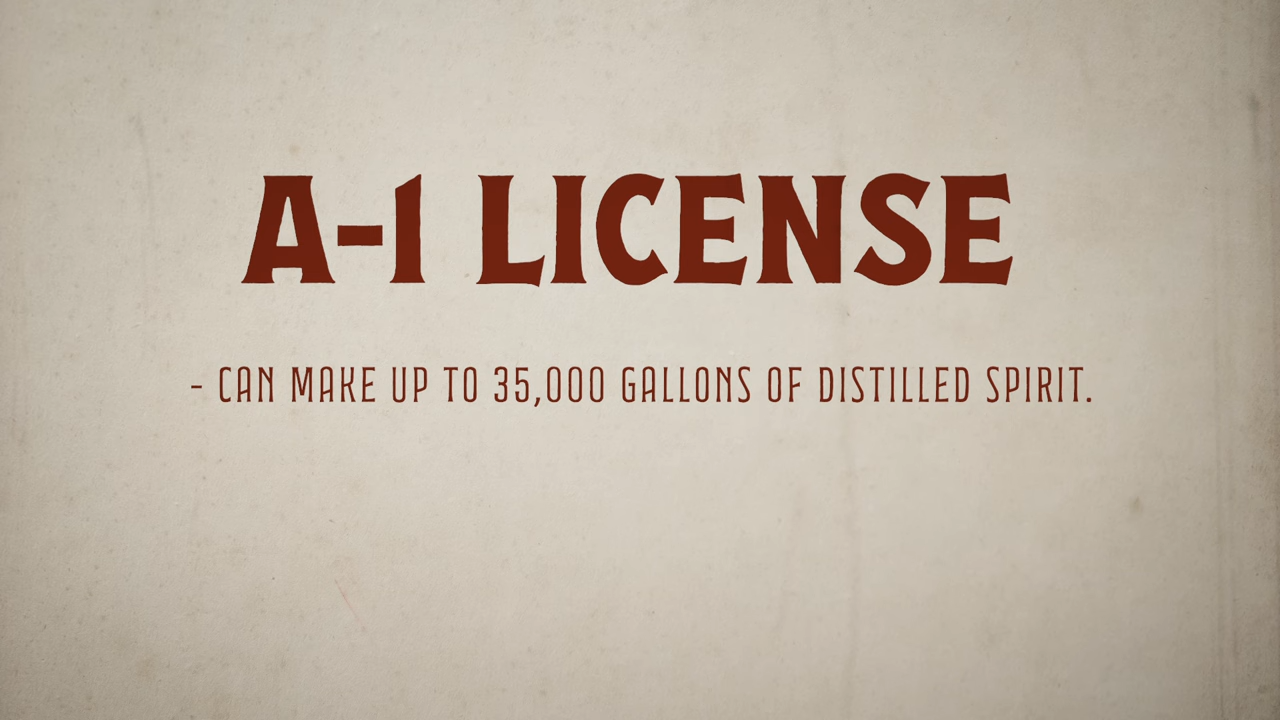 A-1 LICENSE
- CAN MAKE UP TO 35,000 GALLONS OF DISTILLED SPIRIT.